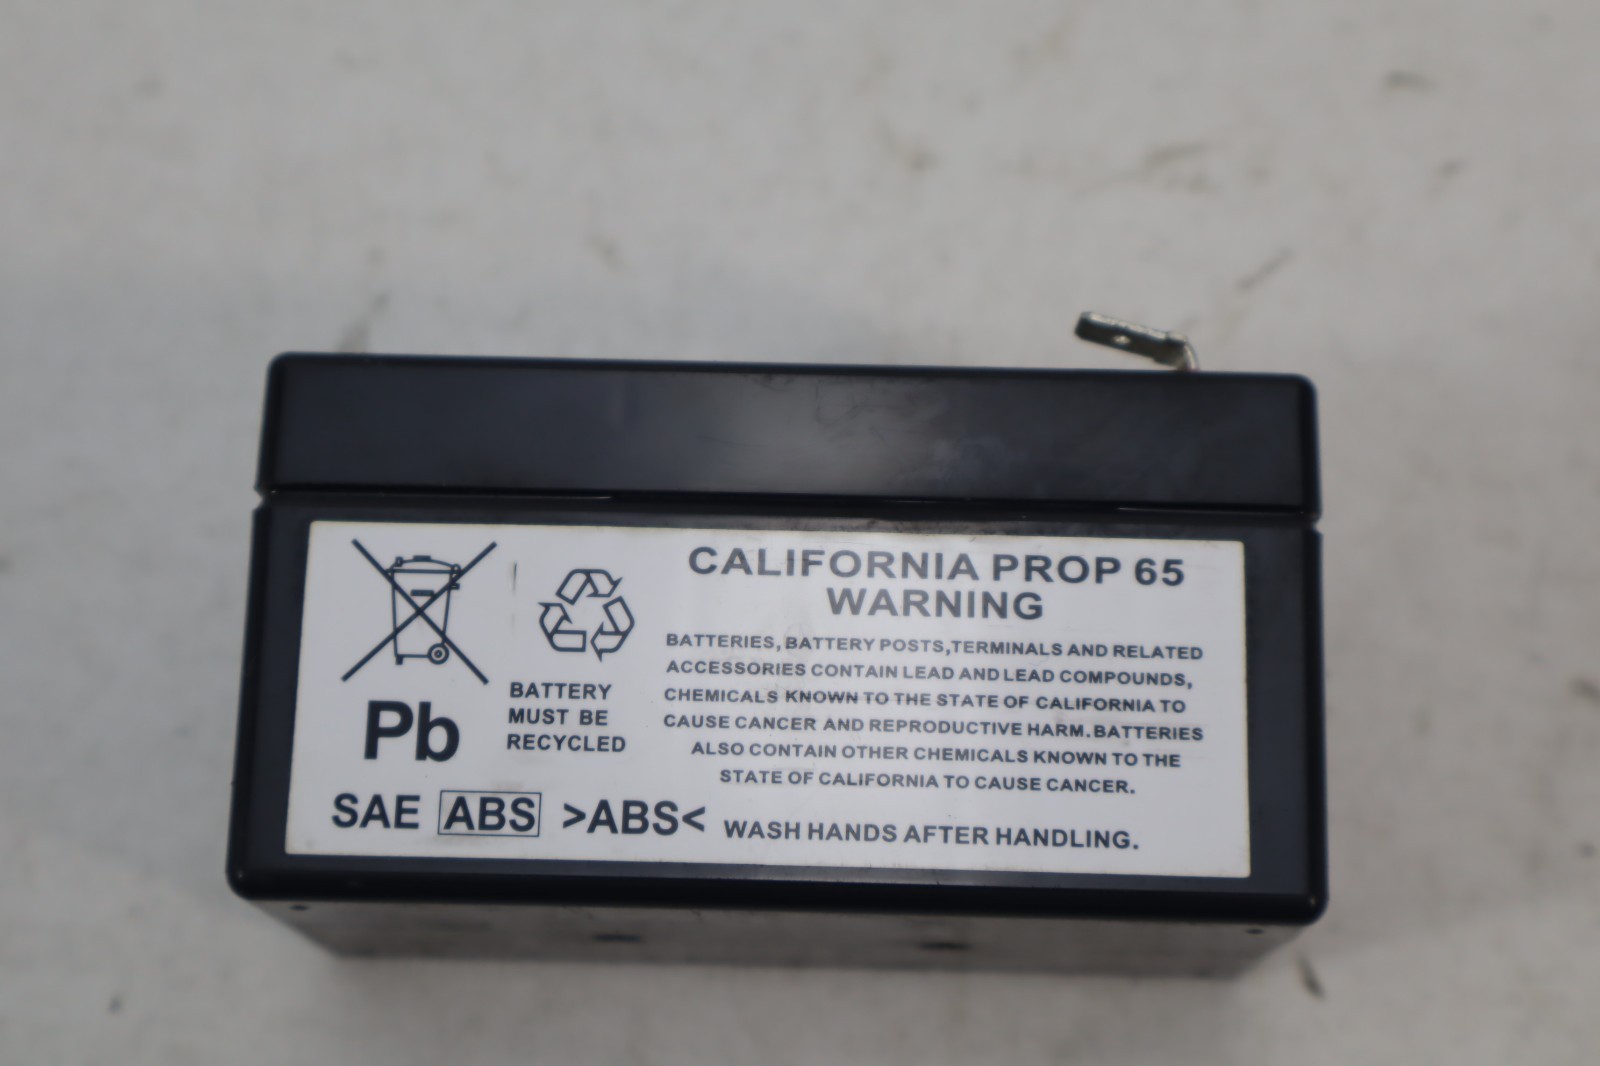 CALIFORNIA PROP 65
WARNING
BATTERIES, BATTERY POSTS, TERMINALS AND RELATED
ACCESSORIES CONTAIN LEAD AND LEAD COMPOUNDS,
CHEMICALS KNOWN TO THE STATE OF CALIFORNIA TO
CAUSE CANCER AND REPRODUCTIVE HARM. BATTERIES
ALSO CONTAIN OTHER CHEMICALS KNOWN TO THE
STATE OF CALIFORNIA TO CAUSE CANCER.
BATTERY
MUST BE
RECYCLED
Pb
SAE ABS >ABS< WASH HANDS AFTER HANDLING.